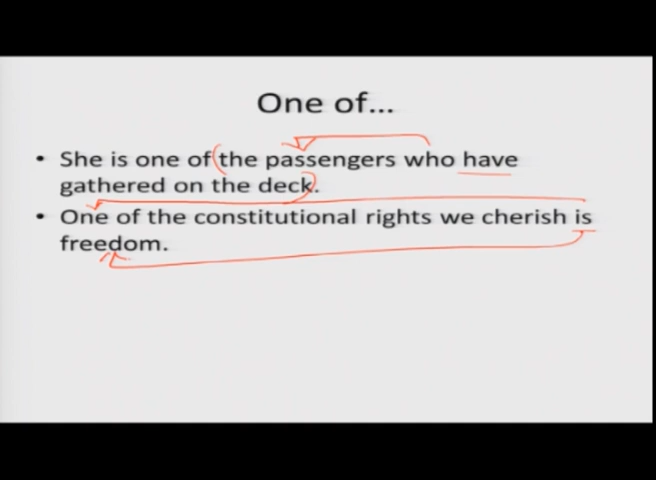 One of...
• She is one of the passengers who have
gathered on the deck.
• One of the constitutional rights we cherish is
freedom.